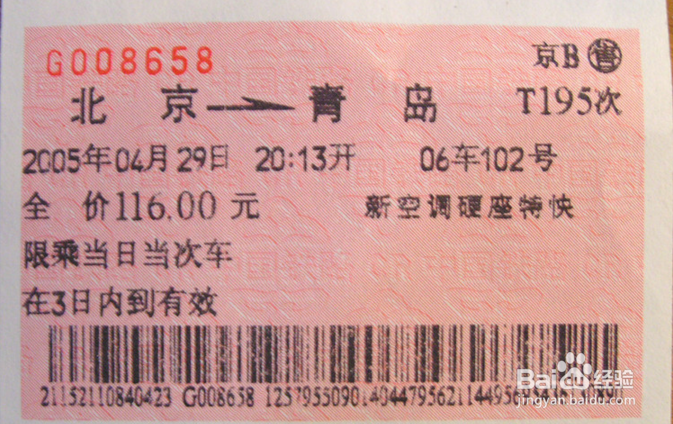 G008658
京B售
北京→青岛
T195次
2005年04月29日 20:13开 06车102号
全 价116.00 元 新空调硬座特快
限乘当日当次车
在3日内到有效
21152110840423 G008658 12579550901404479562114495
Baidu经验
jingyan.baidu.com